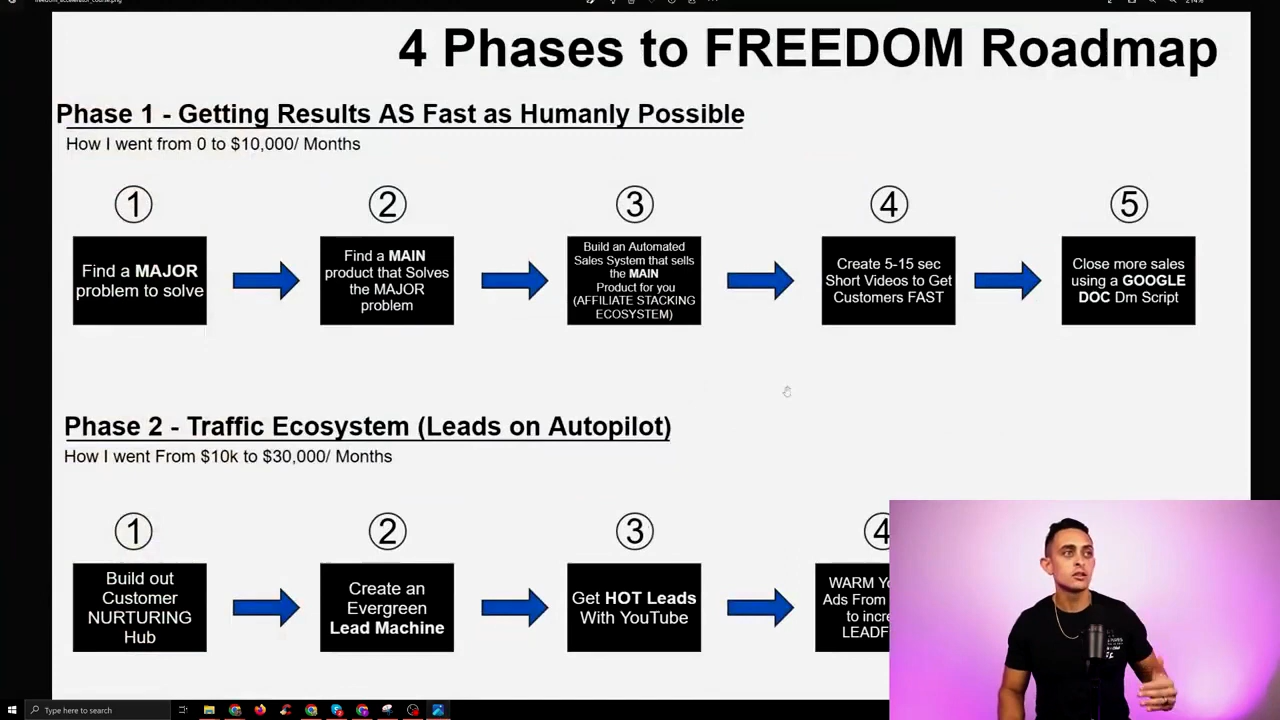 freedom_accelerator_course.png
4 Phases to FREEDOM Roadmap
Phase 1 - Getting Results AS Fast as Humanly Possible
How I went from 0 to $10,000/ Months
1
2
3
4
5
Find a MAJOR
problem to solve
Find a MAIN
product that Solves
the MAJOR
problem
Build an Automated
Sales System that sells
the MAIN
Product for you
(AFFILIATE STACKING
ECOSYSTEM)
Create 5-15 sec
Short Videos to Get
Customers FAST
Close more sales
using a GOOGLE
DOC Dm Script
Phase 2 - Traffic Ecosystem (Leads on Autopilot)
How I went From $10k to $30,000/ Months
1
2
3
4
Build out
Customer
NURTURING
Hub
Create an
Evergreen
Lead Machine
Get HOT Leads
With YouTube
WARM Yo
Ads From
to incre
LEADF
Type here to search